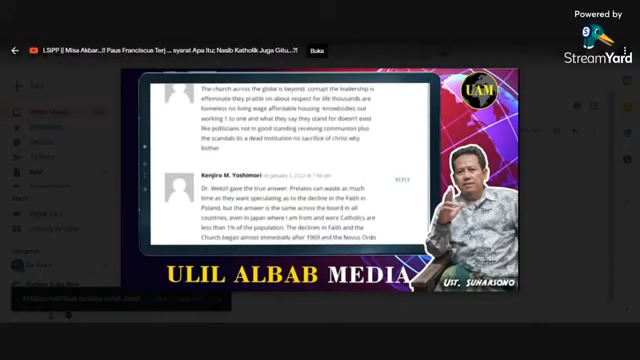 Powered by
StreamYard
LSiPP || Misa Akbar..!! Paus Franciscus Terj ... syarat Apa Itu; Nasib Katholik Juga Gitu....?!
Buka
The church across the globe is beyond. corrupt the leadership is
effeminate they prattle on about respect for life thousands are
homeless no living wage affordable housing. knowbodies out
working 1 to one and what they say they stand for doesn't exist
like politicians not in good standing receiving communion plus
the scandals its a dead institution no sacrifice of christ why
bother
Kenjiro M. Yoshimori on January 3, 2022 at 7:46 pm
REPLY
Dr. Weezil gave the true answer. Prelates can waste as much
time as they want speculating as to the decline in the Faith in
Poland, but the answer is the same across the board in all
countries, even in Japan where I am from and were Catholics are
less than 1% of the population. The declines in Faith and the
Church began almost immediately after 1969 and the Novus Ordo
UAM
ULIL ALBAB MEDIA
UST. SUHARSONO